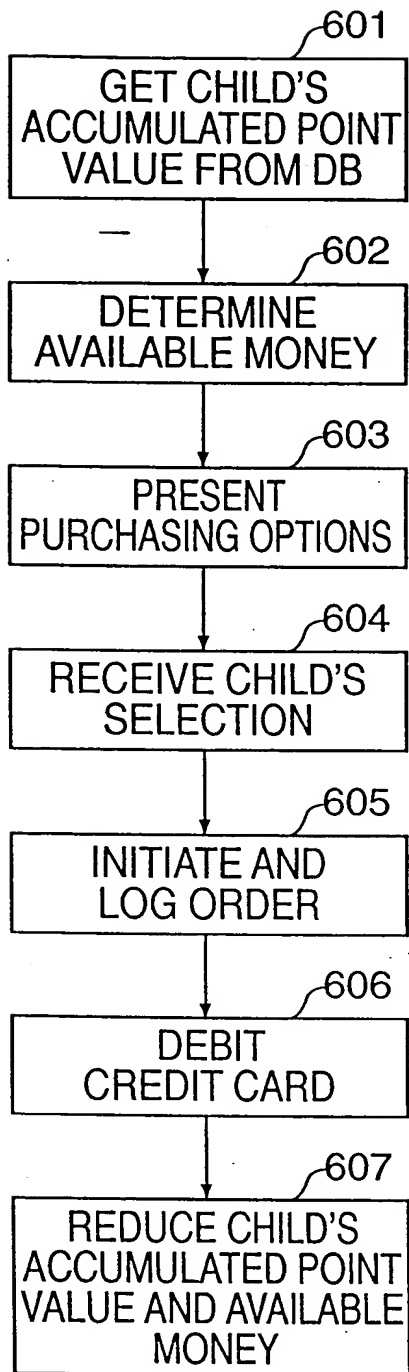 601
GET CHILD'S
ACCUMULATED POINT
VALUE FROM DB
602
DETERMINE
AVAILABLE MONEY
603
PRESENT
PURCHASING OPTIONS
604
RECEIVE CHILD'S
SELECTION
605
INITIATE AND
LOG ORDER
606
DEBIT
CREDIT CARD
607
REDUCE CHILD'S
ACCUMULATED POINT
VALUE AND AVAILABLE
MONEY